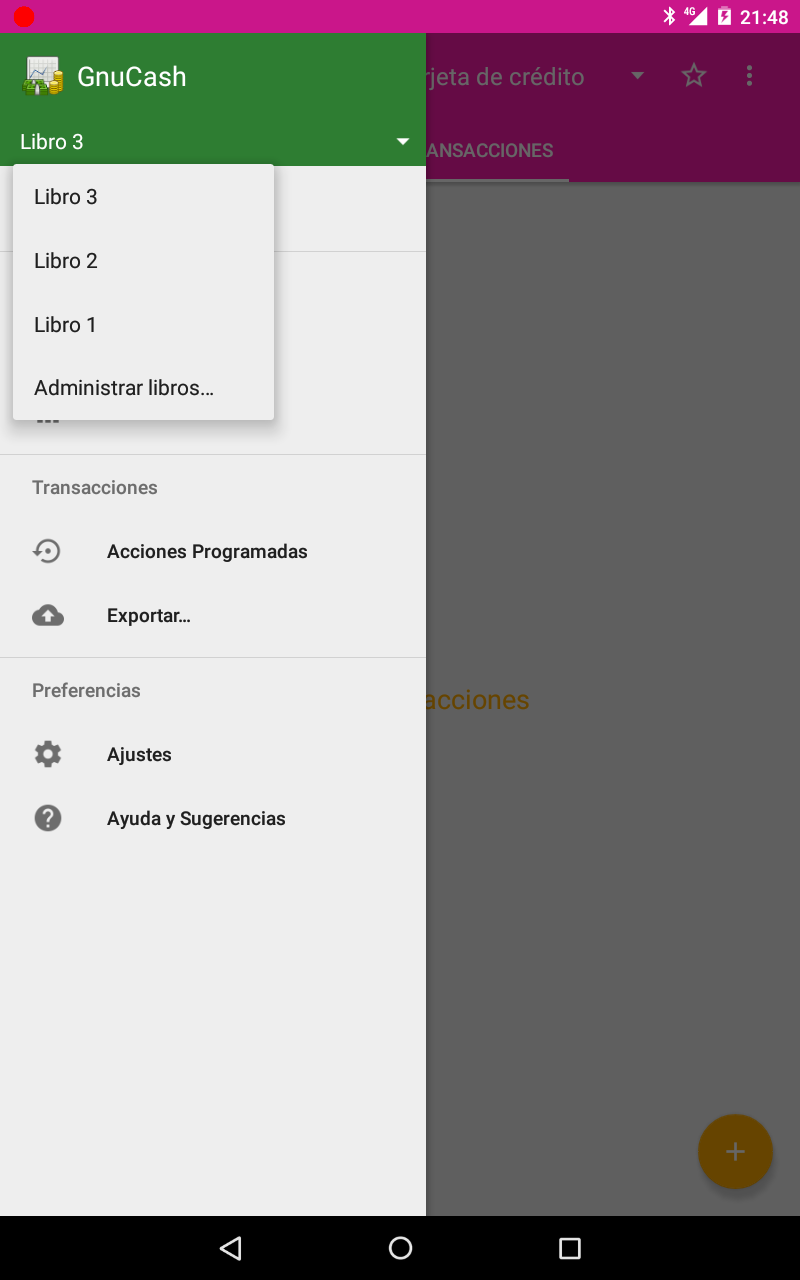 4G 21:48
GnuCash
rjeta de crédito
Libro 3
ANSACCIONES
Libro 3
Libro 2
Libro 1
Administrar libros...
Transacciones
Acciones Programadas
Exportar...
Preferencias
acciones
Ajustes
Ayuda y Sugerencias